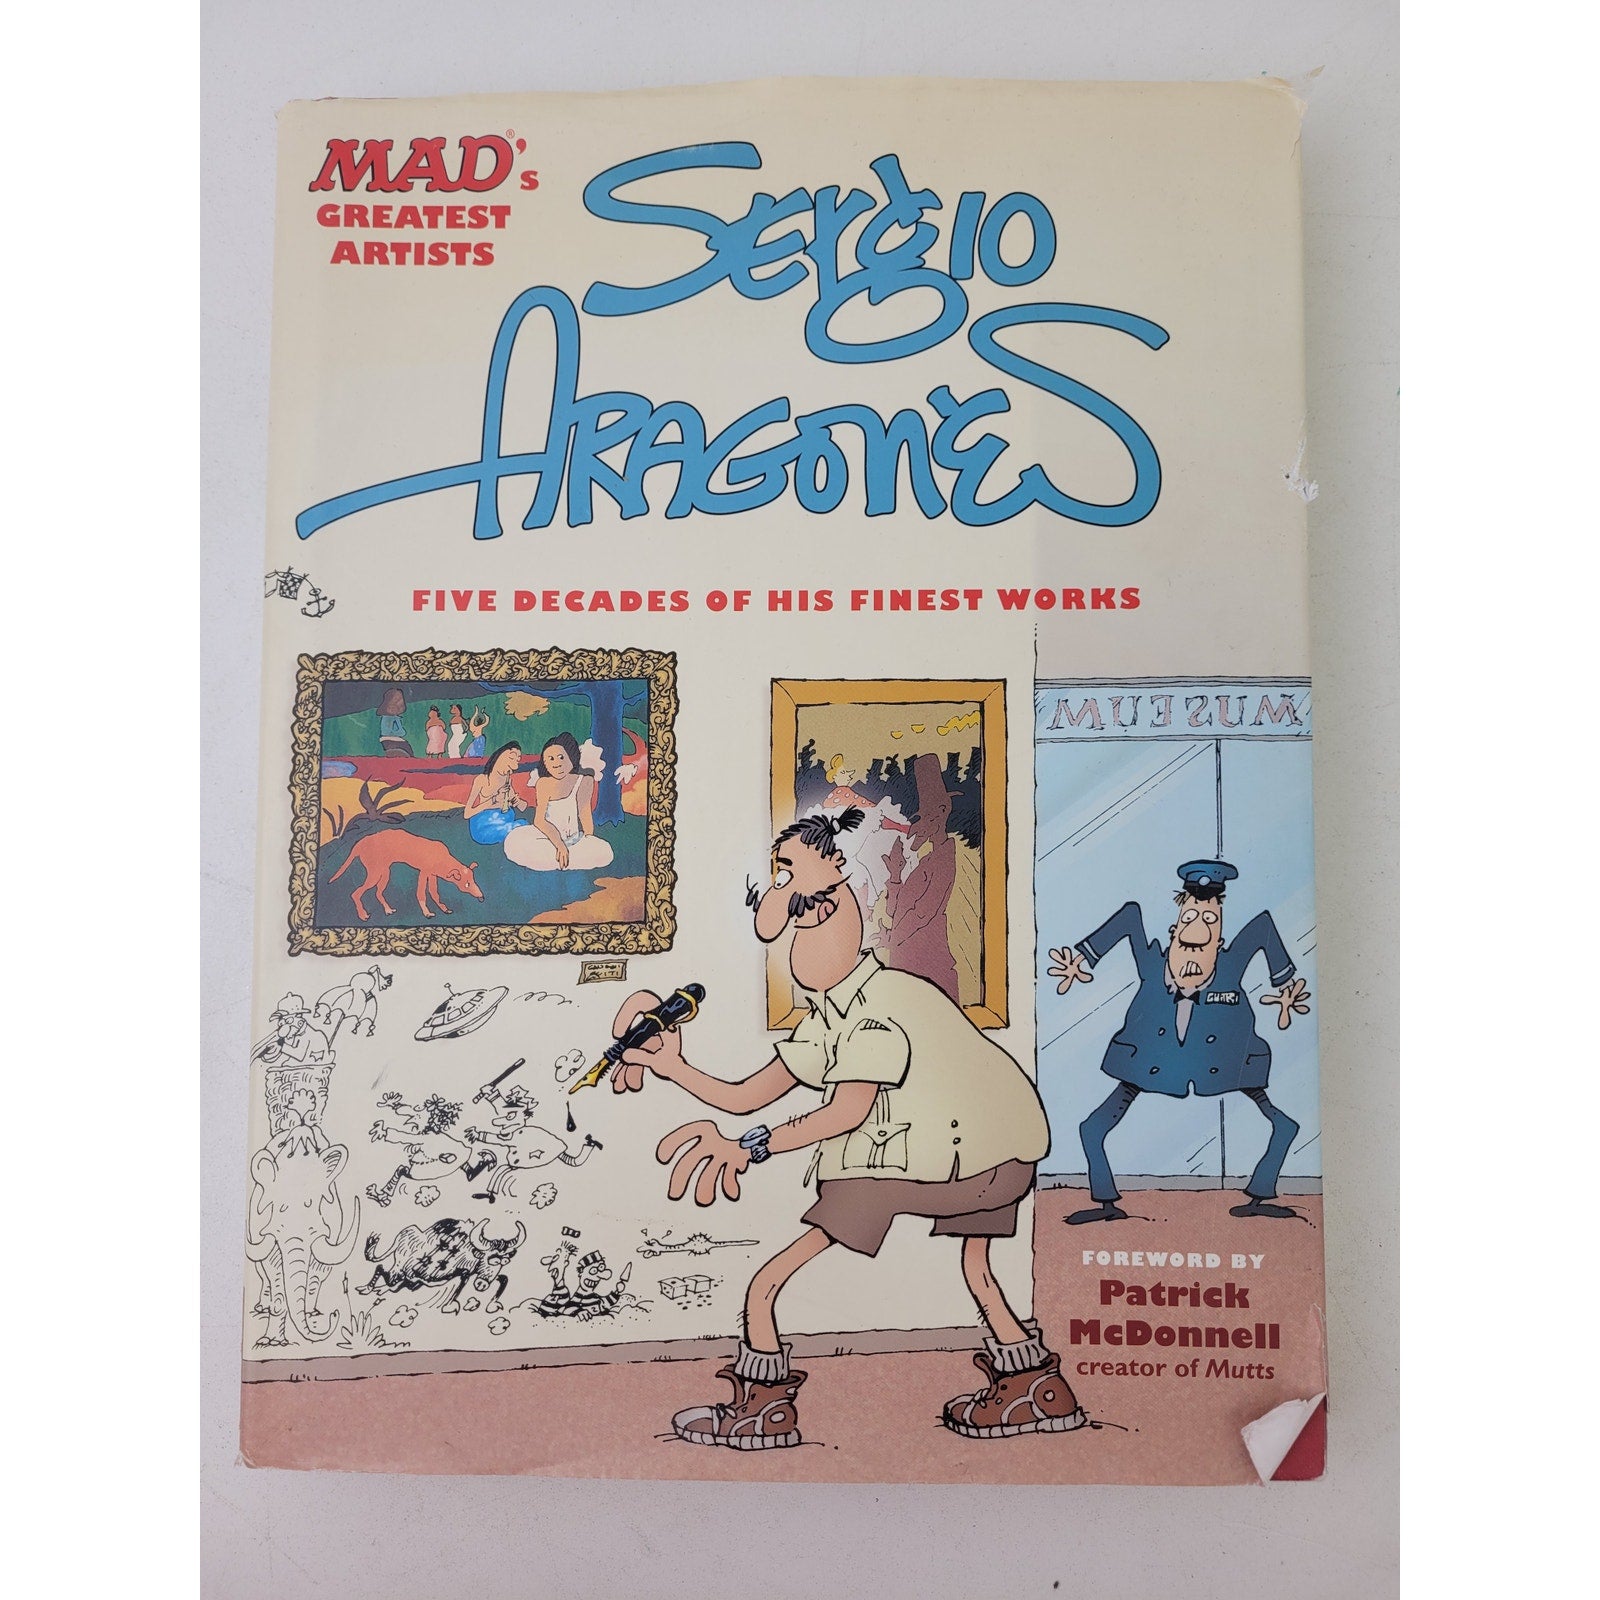 MAD's®
GREATEST
ARTISTS
Sergio
ARAGONÉS
FIVE DECADES OF HIS FINEST WORKS
MUSEUM
FOREWORD BY
Patrick
McDonnell
creator of Mutts